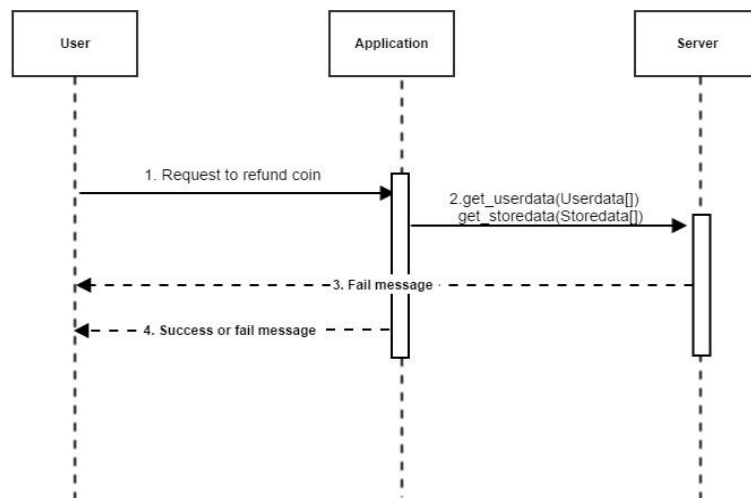 User
Application
Server
1. Request to refund coin
2.get_userdata(Userdata[])
get_storedata(Storedata[])
3. Fail message
4. Success or fail message